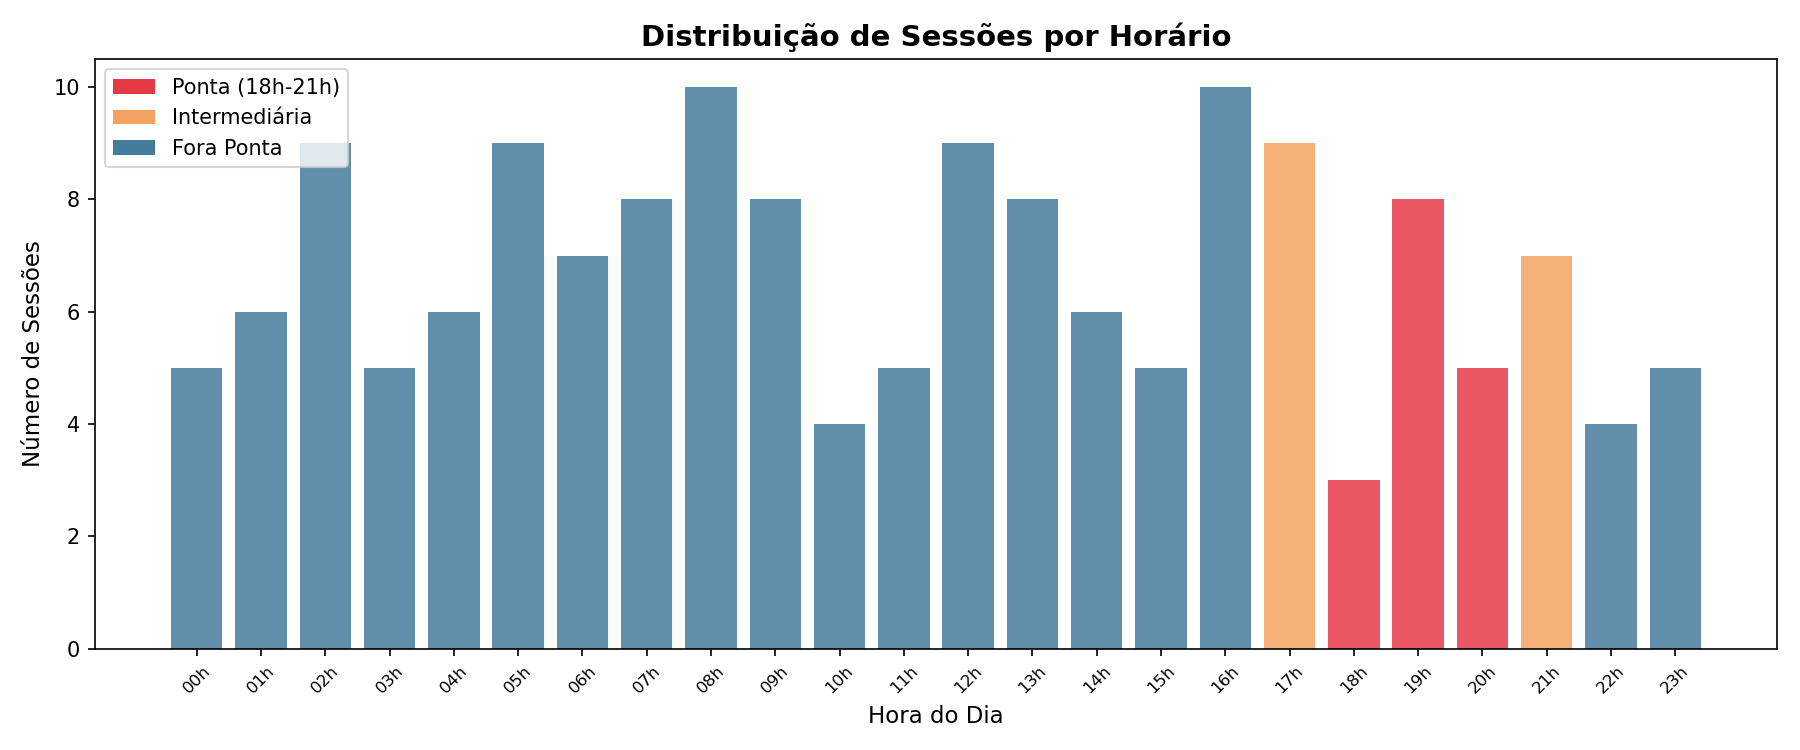 Distribuição de Sessões por Horário
Ponta (18h-21h)
Intermediária
Fora Ponta
Número de Sessões
10
8
6
4
2
0
00h 01h 02h 03h 04h 05h 06h 07h 08h 09h 10h 11h 12h 13h 14h 15h 16h 17h 18h 19h 20h 21h 22h 23h
Hora do Dia